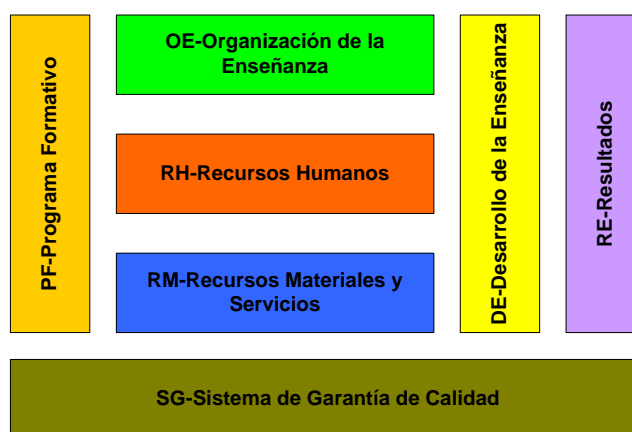 PF-Programa Formativo
OE-Organización de la
Enseñanza
RH-Recursos Humanos
RM-Recursos Materiales y
Servicios
DE-Desarrollo de la Enseñanza
RE-Resultados
SG-Sistema de Garantía de Calidad